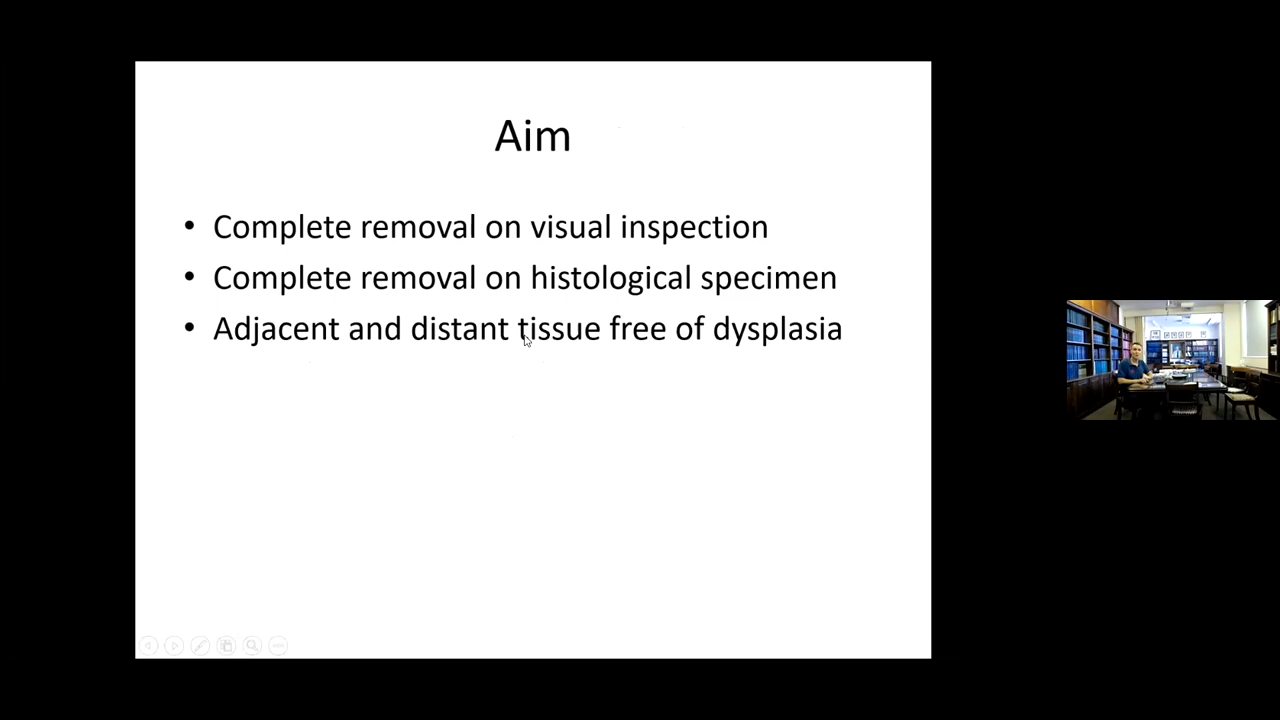 Aim
• Complete removal on visual inspection
• Complete removal on histological specimen
• Adjacent and distant tissue free of dysplasia